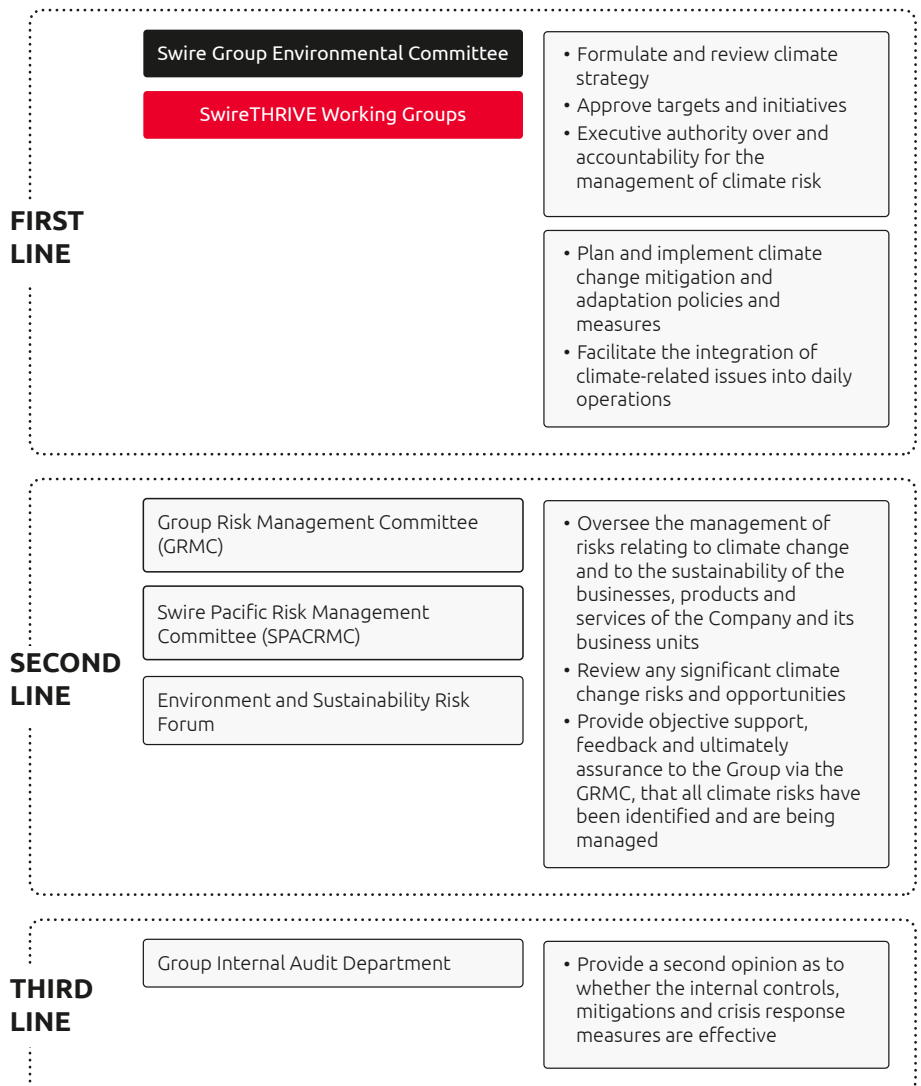 FIRST
LINE
Swire Group Environmental Committee
SwireTHRIVE Working Groups
• Formulate and review climate
strategy
• Approve targets and initiatives
• Executive authority over and
accountability for the
management of climate risk
• Plan and implement climate
change mitigation and
adaptation policies and
measures
• Facilitate the integration of
climate-related issues into daily
operations
SECOND
LINE
Group Risk Management Committee
(GRMC)
Swire Pacific Risk Management
Committee (SPACRMC)
Environment and Sustainability Risk
Forum
• Oversee the management of
risks relating to climate change
and to the sustainability of the
businesses, products and
services of the Company and its
business units
• Review any significant climate
change risks and opportunities
• Provide objective support,
feedback and ultimately
assurance to the Group via the
GRMC, that all climate risks have
been identified and are being
managed
THIRD
LINE
Group Internal Audit Department
• Provide a second opinion as to
whether the internal controls,
mitigations and crisis response
measures are effective